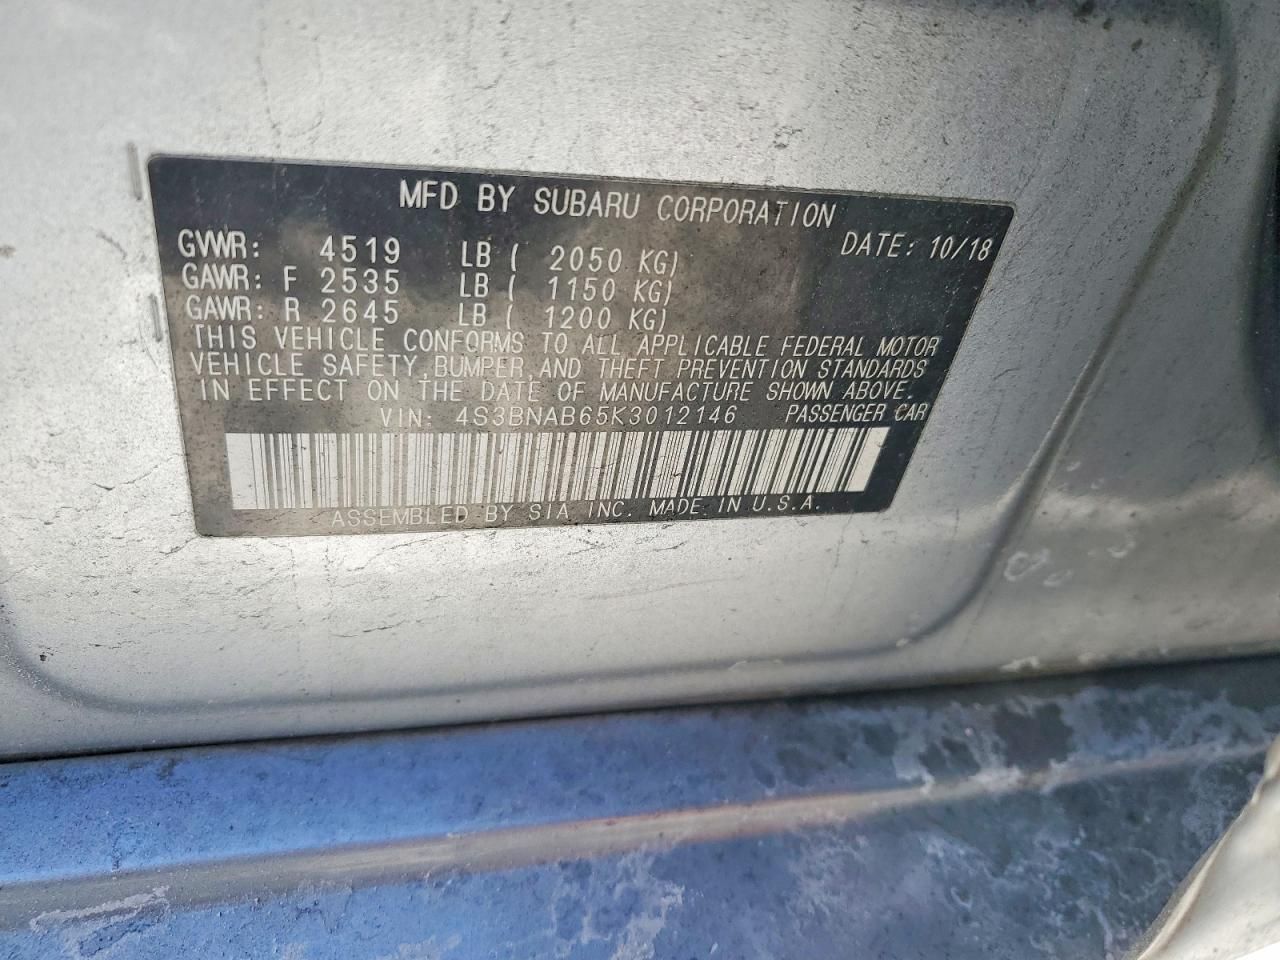 MFD BY SUBARU CORPORATION
GVWR: 4519 LB ( 2050 KG) DATE: 10/18
GAWR: F 2535 LB ( 1150 KG)
GAWR: R 2645 LB ( 1200 KG)
THIS VEHICLE CONFORMS TO ALL APPLICABLE FEDERAL MOTOR
VEHICLE SAFETY, BUMPER, AND THEFT PREVENTION STANDARDS
IN EFFECT ON THE DATE OF MANUFACTURE SHOWN ABOVE.
VIN: 4S3BNAB65K3012146 PASSENGER CAR
ASSEMBLED BY SIA, INC. MADE IN U.S.A.